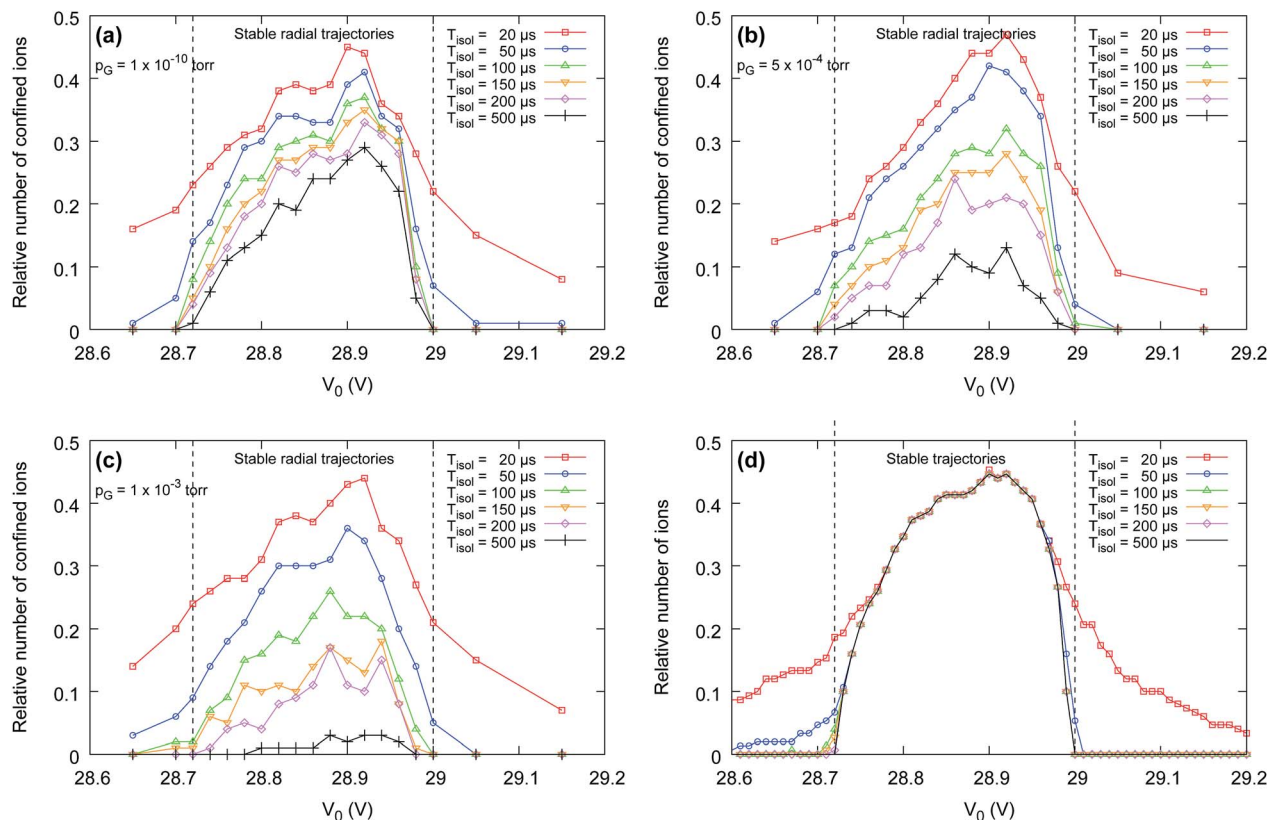 (a)
Stable radial trajectories
p_G = 1 x 10^-10 torr
T_isol = 20 µs
T_isol = 50 µs
T_isol = 100 µs
T_isol = 150 µs
T_isol = 200 µs
T_isol = 500 µs
Relative number of confined ions
0.5
0.4
0.3
0.2
0.1
0
28.6 28.7 28.8 28.9 29 29.1 29.2
V_0 (V)
(b)
Stable radial trajectories
p_G = 5 x 10^-4 torr
T_isol = 20 µs
T_isol = 50 µs
T_isol = 100 µs
T_isol = 150 µs
T_isol = 200 µs
T_isol = 500 µs
Relative number of confined ions
0.5
0.4
0.3
0.2
0.1
0
28.6 28.7 28.8 28.9 29 29.1 29.2
V_0 (V)
(c)
Stable radial trajectories
p_G = 1 x 10^-3 torr
T_isol = 20 µs
T_isol = 50 µs
T_isol = 100 µs
T_isol = 150 µs
T_isol = 200 µs
T_isol = 500 µs
Relative number of confined ions
0.5
0.4
0.3
0.2
0.1
0
28.6 28.7 28.8 28.9 29 29.1 29.2
V_0 (V)
(d)
Stable trajectories
T_isol = 20 µs
T_isol = 50 µs
T_isol = 100 µs
T_isol = 150 µs
T_isol = 200 µs
T_isol = 500 µs
Relative number of ions
0.5
0.4
0.3
0.2
0.1
0
28.6 28.7 28.8 28.9 29 29.1 29.2
V_0 (V)